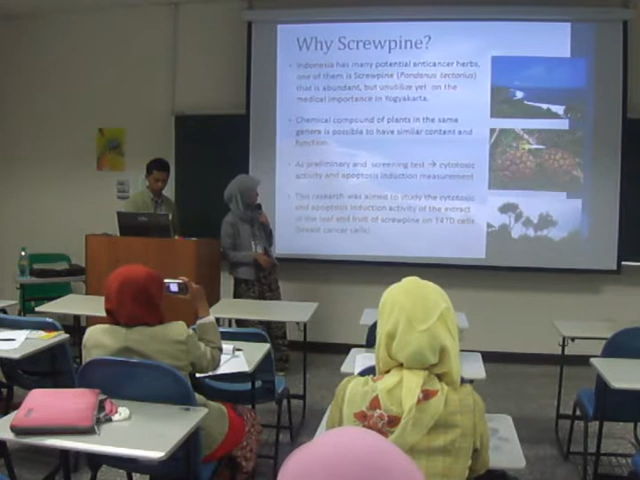 Why Screwpine?
Indonesia has many potential anticancer herbs,
one of them is Screwpine (Pandanus tectorius)
that is abundant, but unutilize yet on the
medical importance in Yogyakarta.
Chemical compound of plants in the same
genera is possible to have similar content and
function.
As preliminary and screening test → cytotoxic
activity and apoptosis induction measurement
This research was aimed to study the cytotoxic
and apoptosis induction activity of the extract
of the leaf and fruit of screwpine on T47D cells
(breast cancer cells)